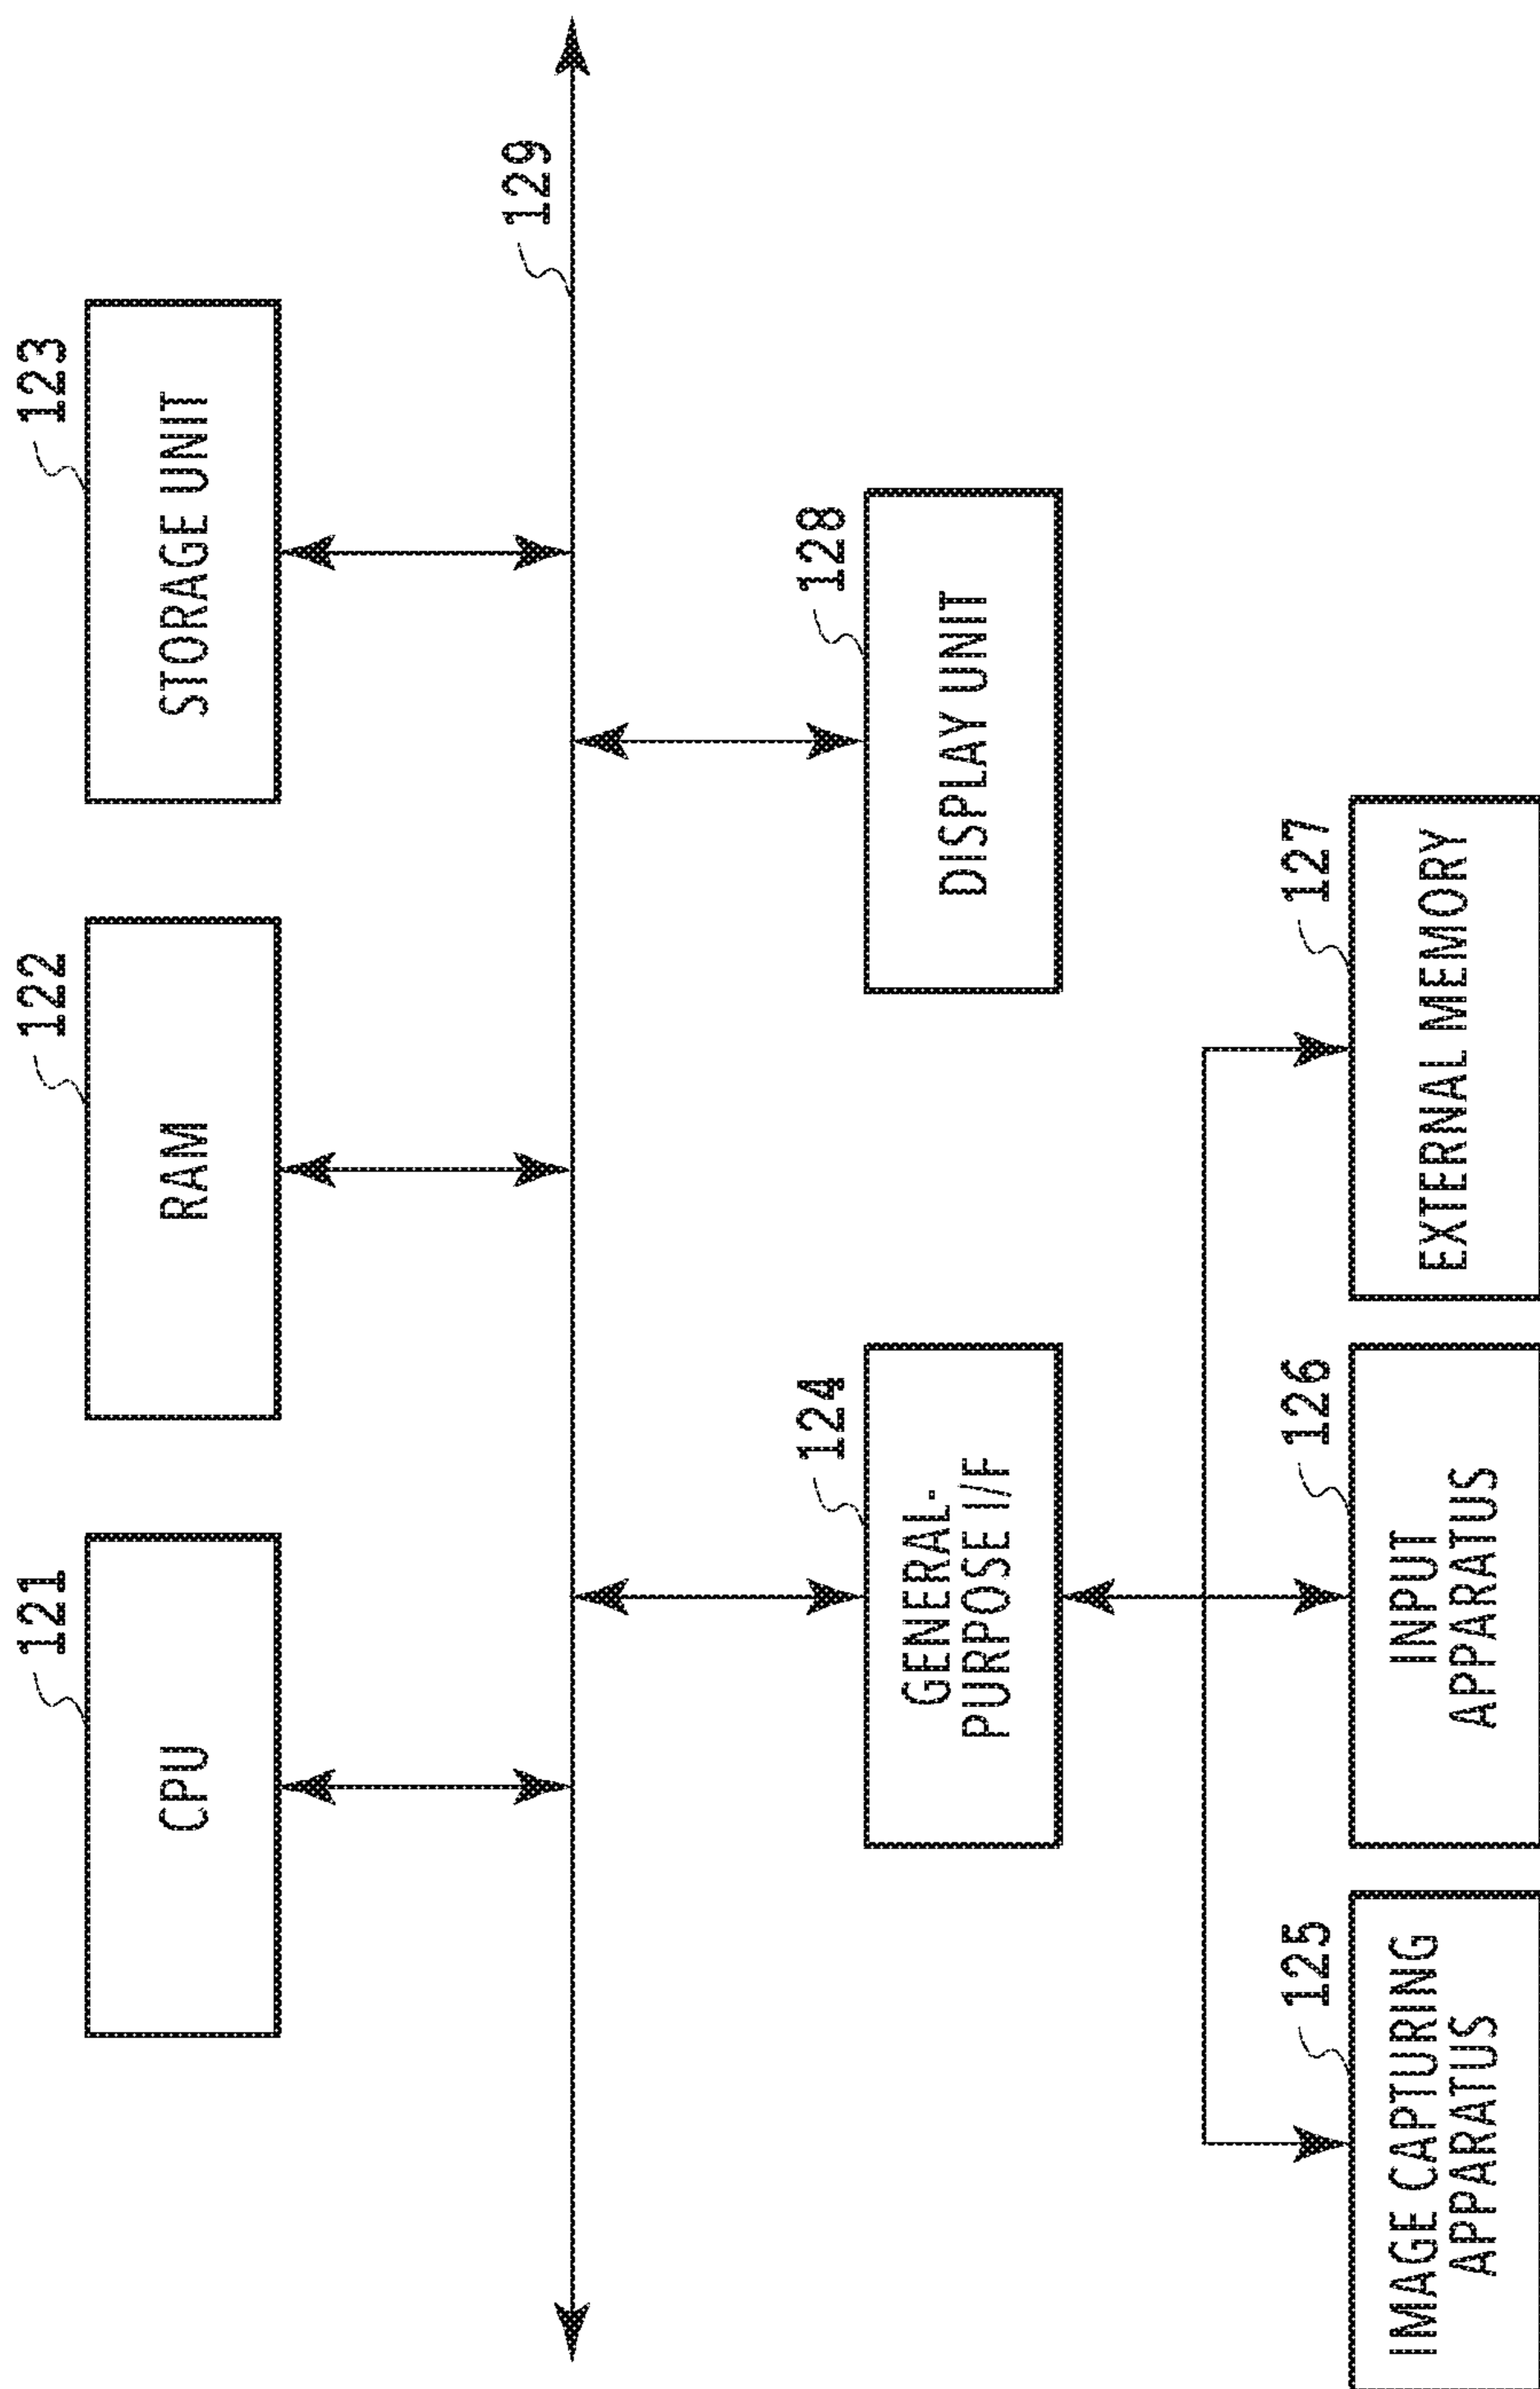 121
CPU
122
RAM
123
STORAGE UNIT
129
124
GENERAL-
PURPOSE I/F
128
DISPLAY UNIT
125
IMAGE CAPTURING
APPARATUS
126
INPUT
APPARATUS
127
EXTERNAL MEMORY